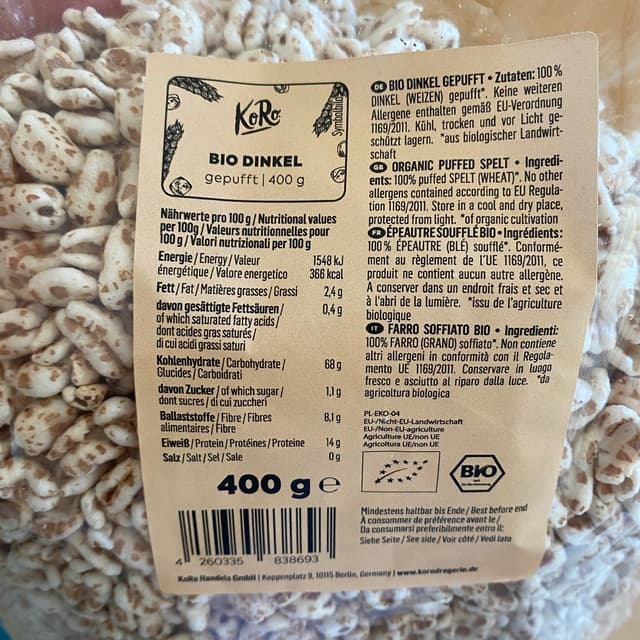 KoRo
Symbolbild
BIO DINKEL
gepufft | 400 g
Nährwerte pro 100 g / Nutritional values
per 100g / Valeurs nutritionnelles pour
100 g / Valori nutrizionali per 100 g
Energie / Energy / Valeur 1548 kJ
énergétique / Valore energetico 366 kcal
Fett / Fat / Matières grasses / Grassi 2,4 g
davon gesättigte Fettsäuren / 0,4 g
of which saturated fatty acids /
dont acides gras saturés /
di cui acidi grassi saturi
Kohlenhydrate / Carbohydrate / 68 g
Glucides / Carboidrati
davon Zucker / of which sugar / 1,1 g
dont sucres / di cui zuccheri
Ballaststoffe / Fibre / Fibres 8,1 g
alimentaires / Fibre
Eiweiß / Protein / Protéines / Proteine 14 g
Salz / Salt / Sel / Sale 0 g
400 g e
4 260335 838693
KoRo Handels GmbH | Koppenplatz 9, 10115 Berlin, Germany | www.korodrogerie.de
DE BIO DINKEL GEPUFFT • Zutaten: 100 %
DINKEL (WEIZEN) gepufft*. Keine weiteren
Allergene enthalten gemäß EU-Verordnung
1169/2011. Kühl, trocken und vor Licht ge-
schützt lagern. *aus biologischer Landwirt-
schaft
GB ORGANIC PUFFED SPELT • Ingredi-
ents: 100% puffed SPELT (WHEAT)*. No other
allergens contained according to EU Regula-
tion 1169/2011. Store in a cool and dry place,
protected from light. *of organic cultivation
FR ÉPEAUTRE SOUFFLÉ BIO • Ingrédients:
100 % ÉPEAUTRE (BLÉ) soufflé*. Conformé-
ment au règlement de l'UE 1169/2011, ce
produit ne contient aucun autre allergène.
A conserver dans un endroit frais et sec et
à l'abri de la lumière. *issu de l'agriculture
biologique
IT FARRO SOFFIATO BIO • Ingredienti:
100% FARRO (GRANO) soffiato*. Non contiene
altri allergeni in conformità con il Regola-
mento UE 1169/2011. Conservare in luogo
fresco e asciutto al riparo dalla luce. *da
agricoltura biologica
PL-EKO-04
EU-/Nicht-EU-Landwirtschaft
EU-/Non-EU-agriculture
Agriculture UE/non UE
Agricoltura UE/non UE
Bio
Mindestens haltbar bis Ende / Best before end
À consommer de préférence avant le /
Da consumarsi preferibilmente entro il:
Siehe Seite / See side / Voir côté / Vedi lato